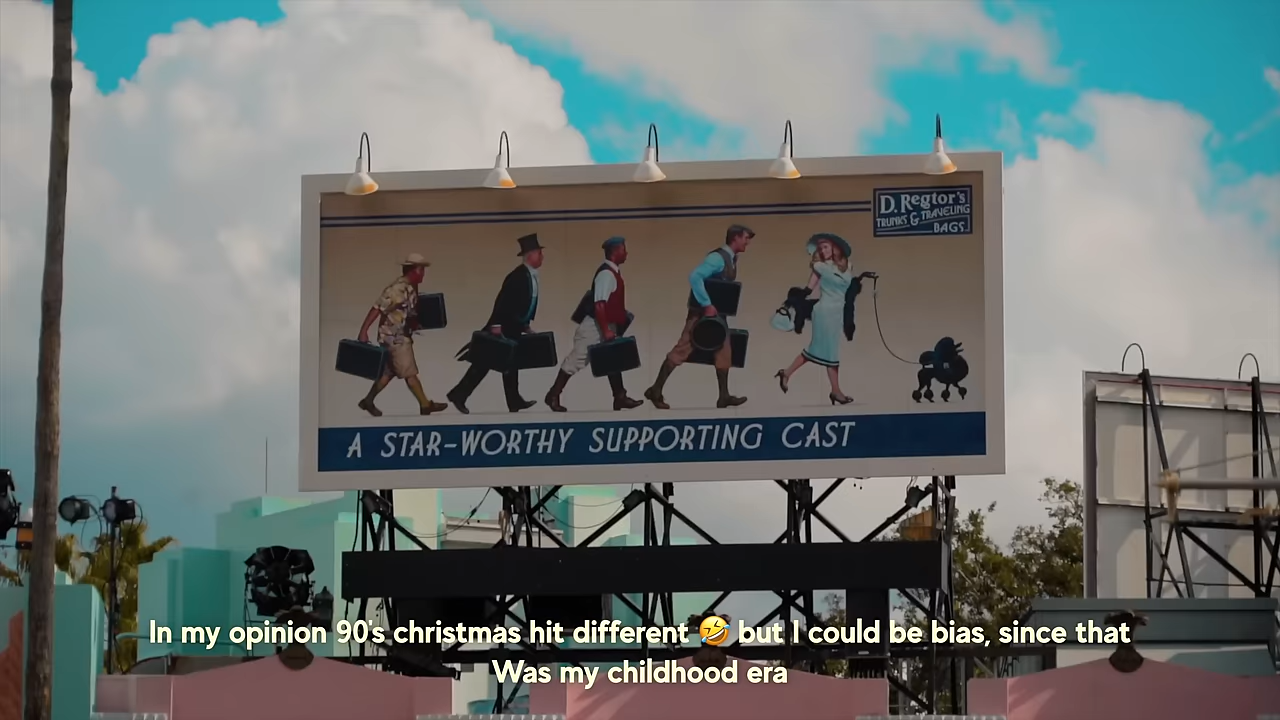 D. Regtor's
TRUNKS & TRAVELING
BAGS
A STAR-WORTHY SUPPORTING CAST
In my opinion 90's christmas hit different 🤣 but I could be bias, since that
Was my childhood era